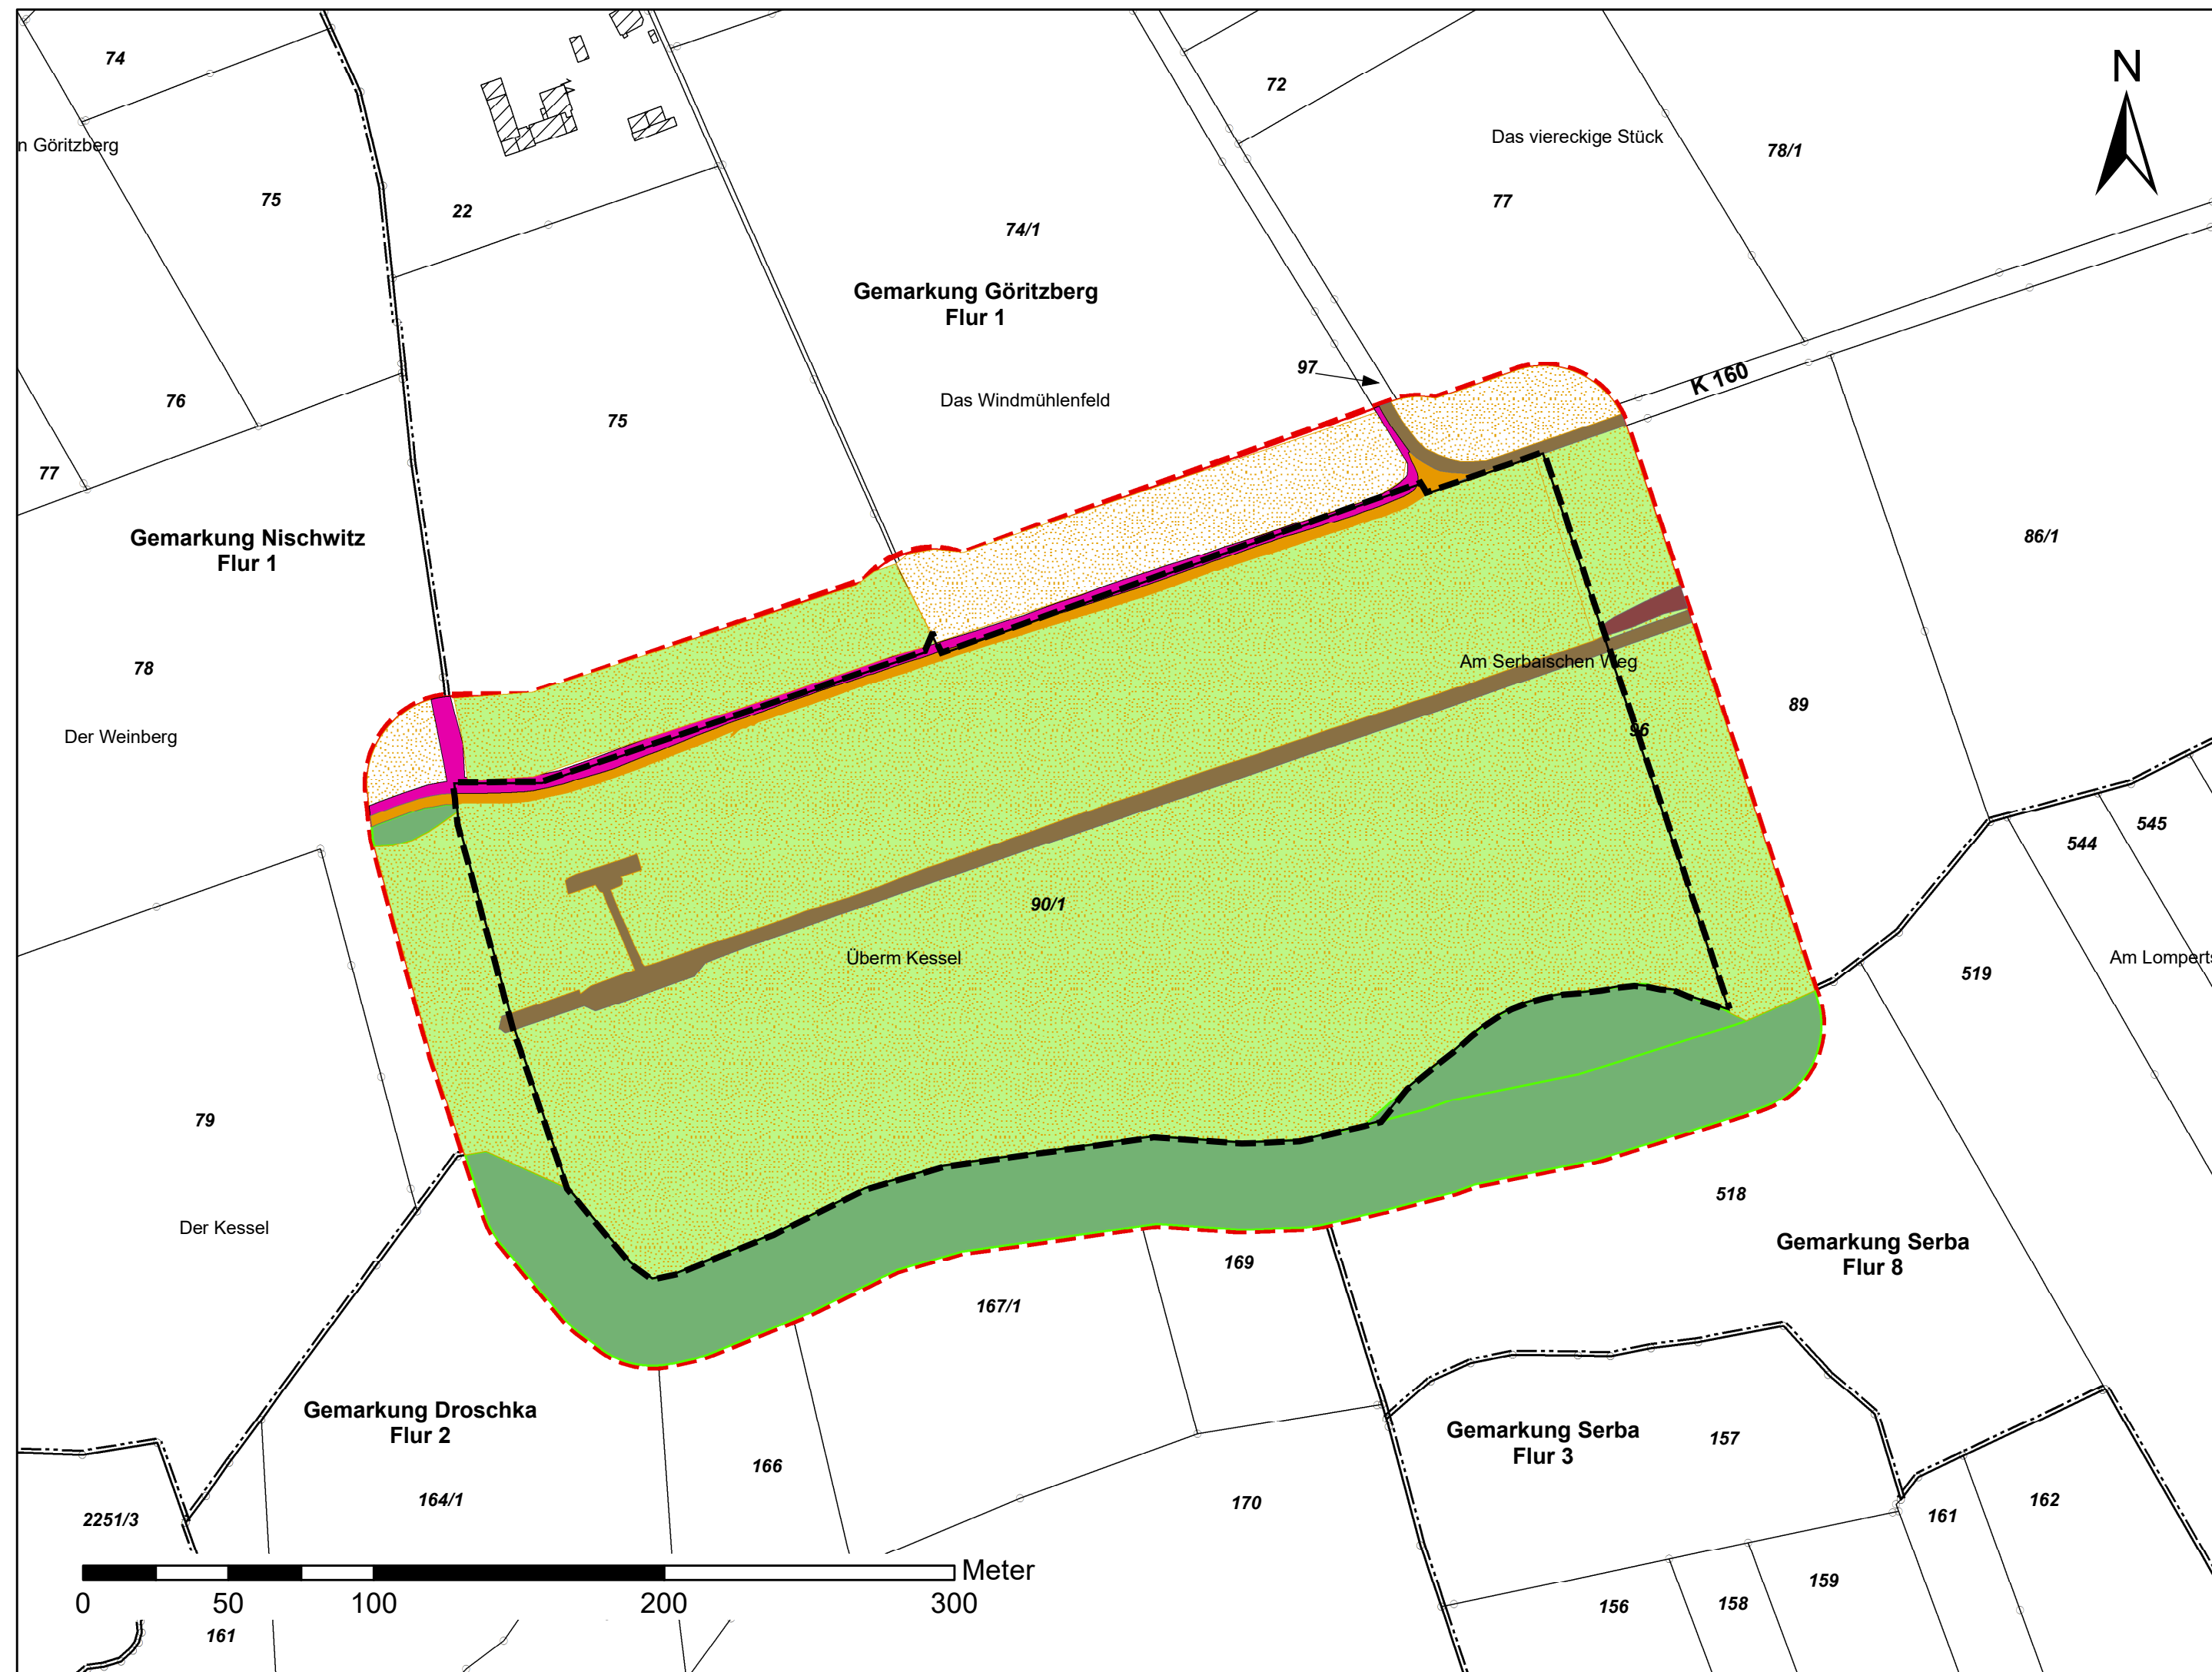 74
72
N
n Göritzberg
Das viereckige Stück
78/1
75
22
77
74/1
Gemarkung Göritzberg
Flur 1
97
K 160
76
75
Das Windmühlenfeld
77
Gemarkung Nischwitz
Flur 1
86/1
78
Am Serbaischen Weg
89
96
Der Weinberg
545
544
90/1
Überm Kessel
519
Am Lomperts
79
518
Der Kessel
Gemarkung Serba
Flur 8
169
167/1
Gemarkung Droschka
Flur 2
Gemarkung Serba
Flur 3
157
166
164/1
170
162
2251/3
161
Meter
0 50 100 200 300
159
158
156
161